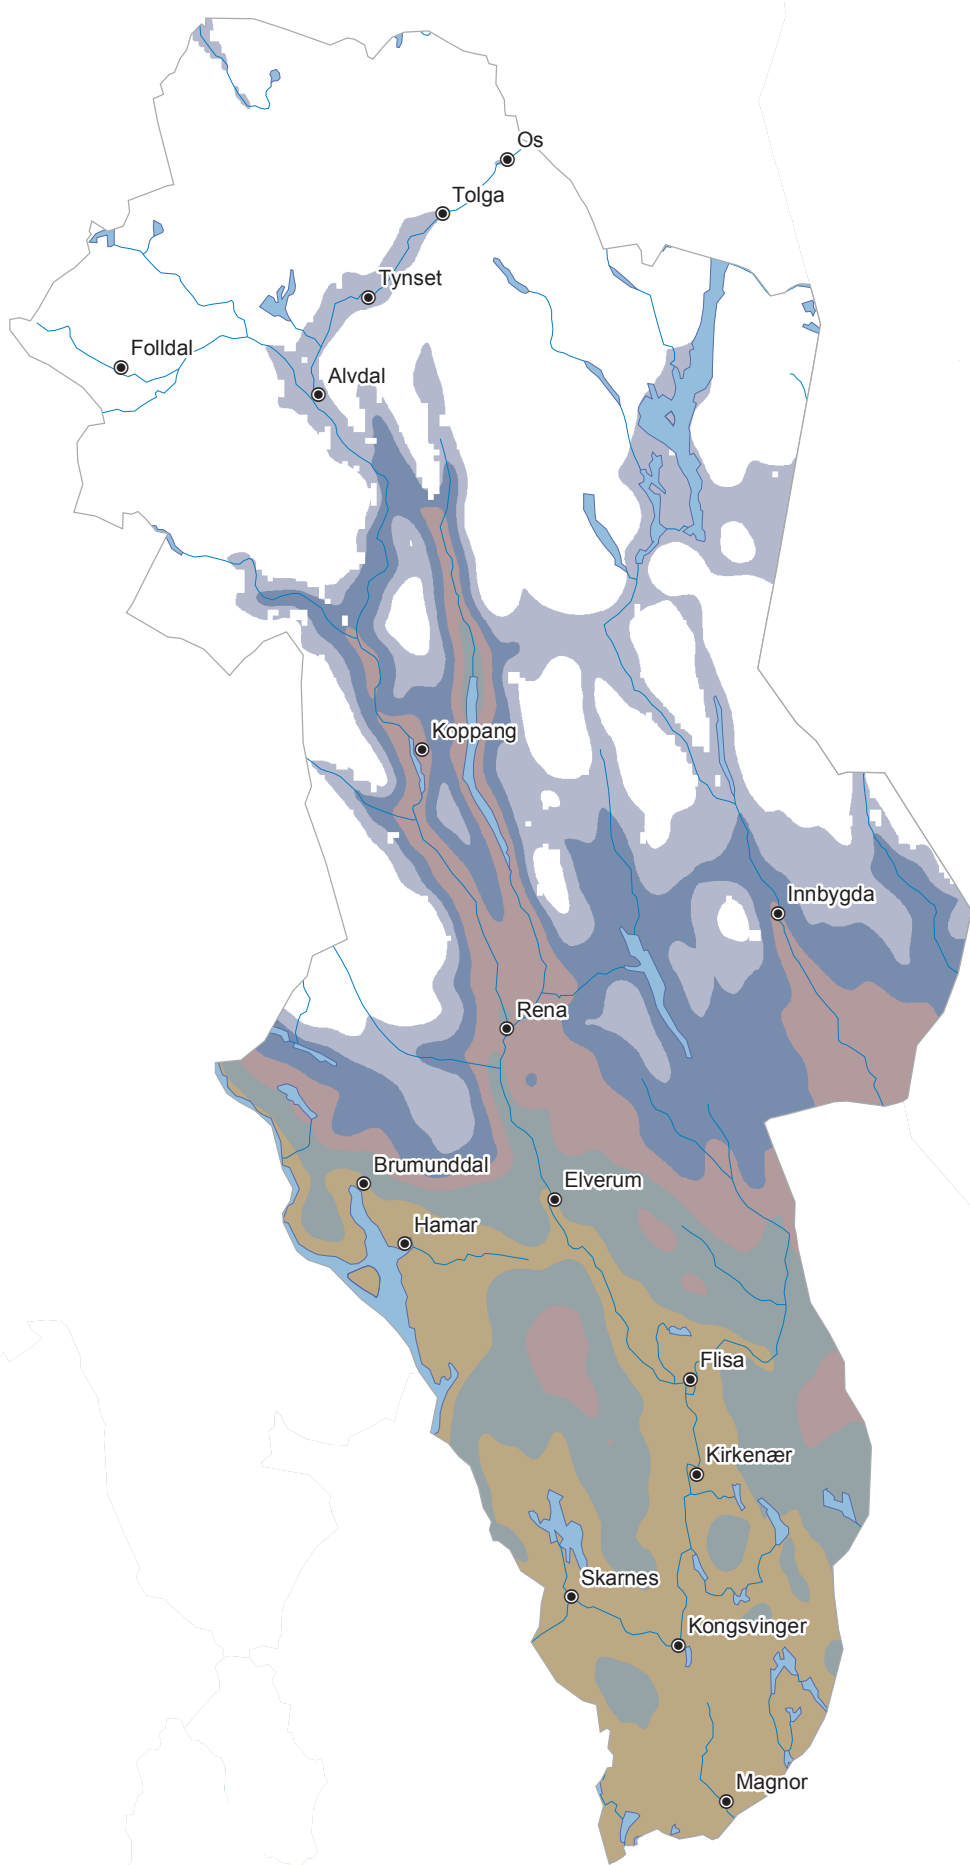 Os
Tolga
Tynset
Folldal
Alvdal
Koppang
Innbygda
Rena
Brumunddal
Elverum
Hamar
Flisa
Kirkenær
Skarnes
Kongsvinger
Magnor